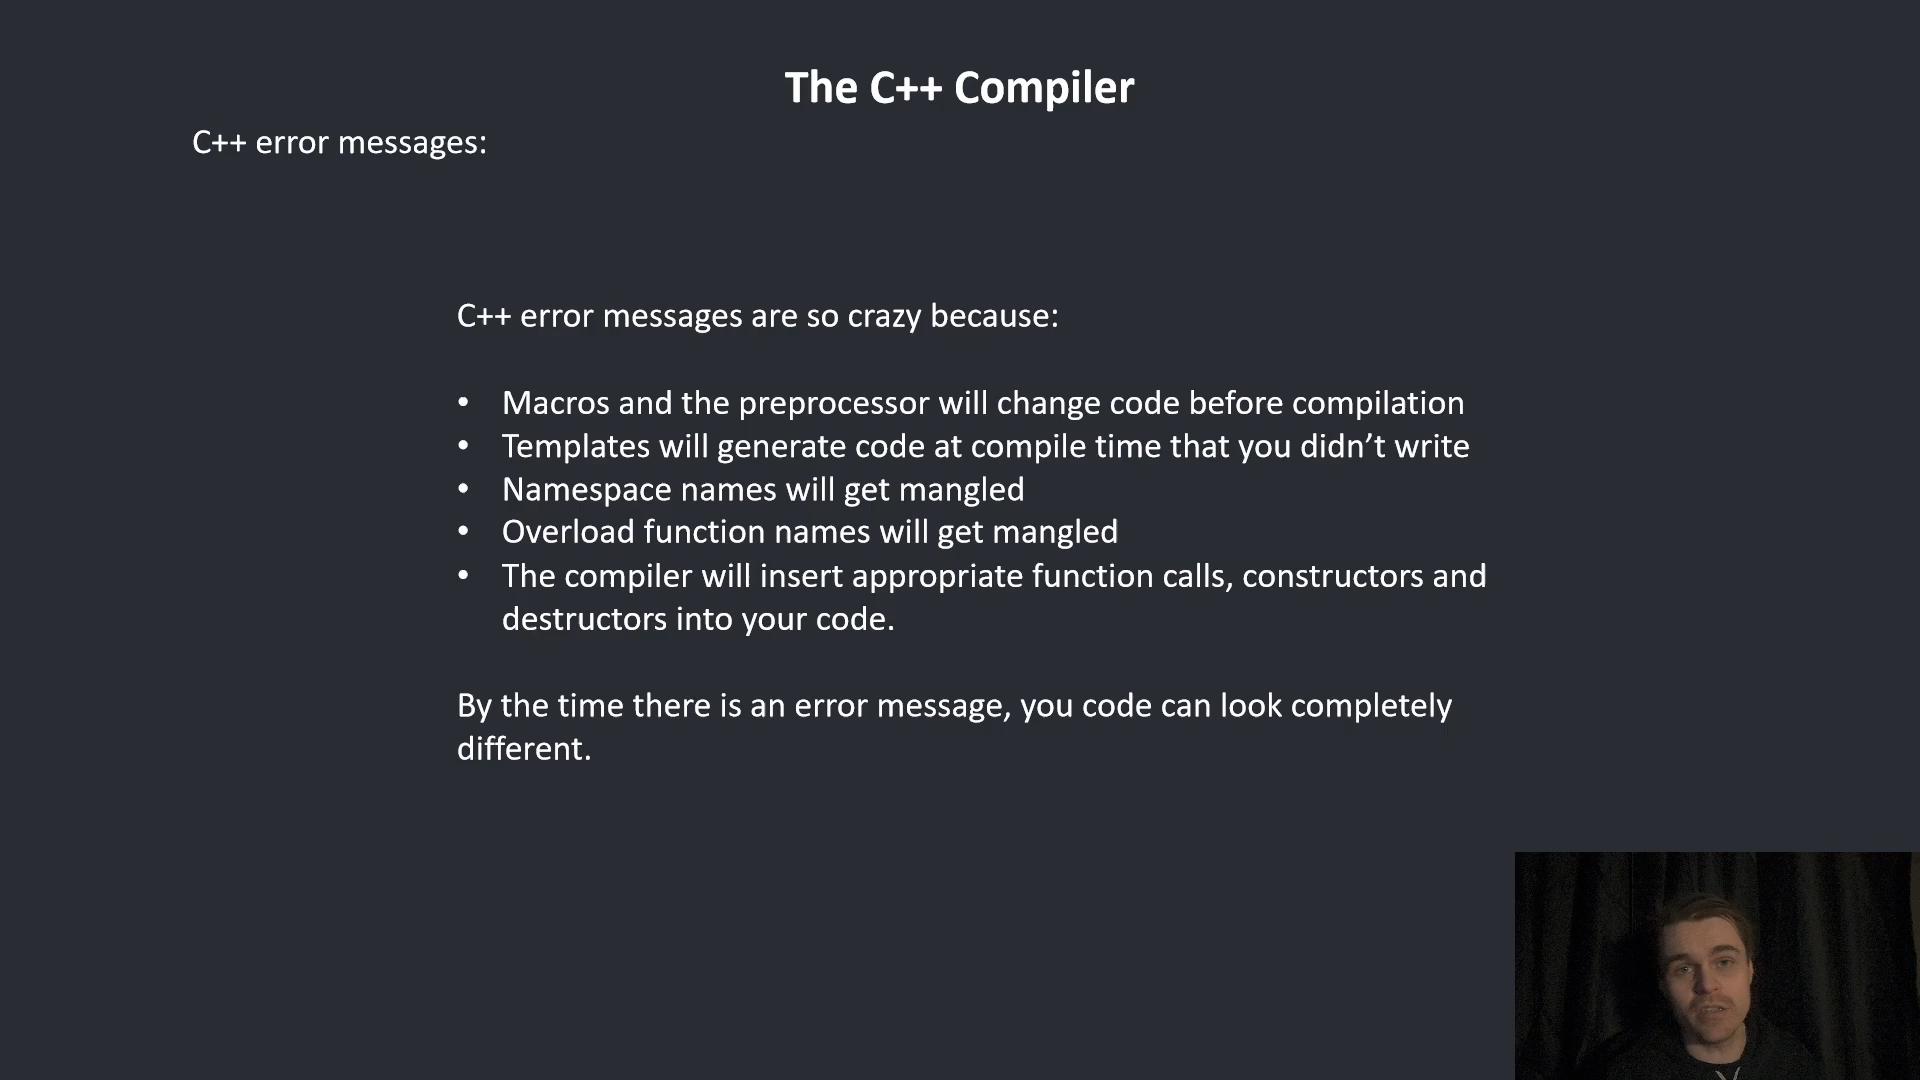 The C++ Compiler
C++ error messages:
C++ error messages are so crazy because:
• Macros and the preprocessor will change code before compilation
• Templates will generate code at compile time that you didn’t write
• Namespace names will get mangled
• Overload function names will get mangled
• The compiler will insert appropriate function calls, constructors and
destructors into your code.
By the time there is an error message, you code can look completely
different.